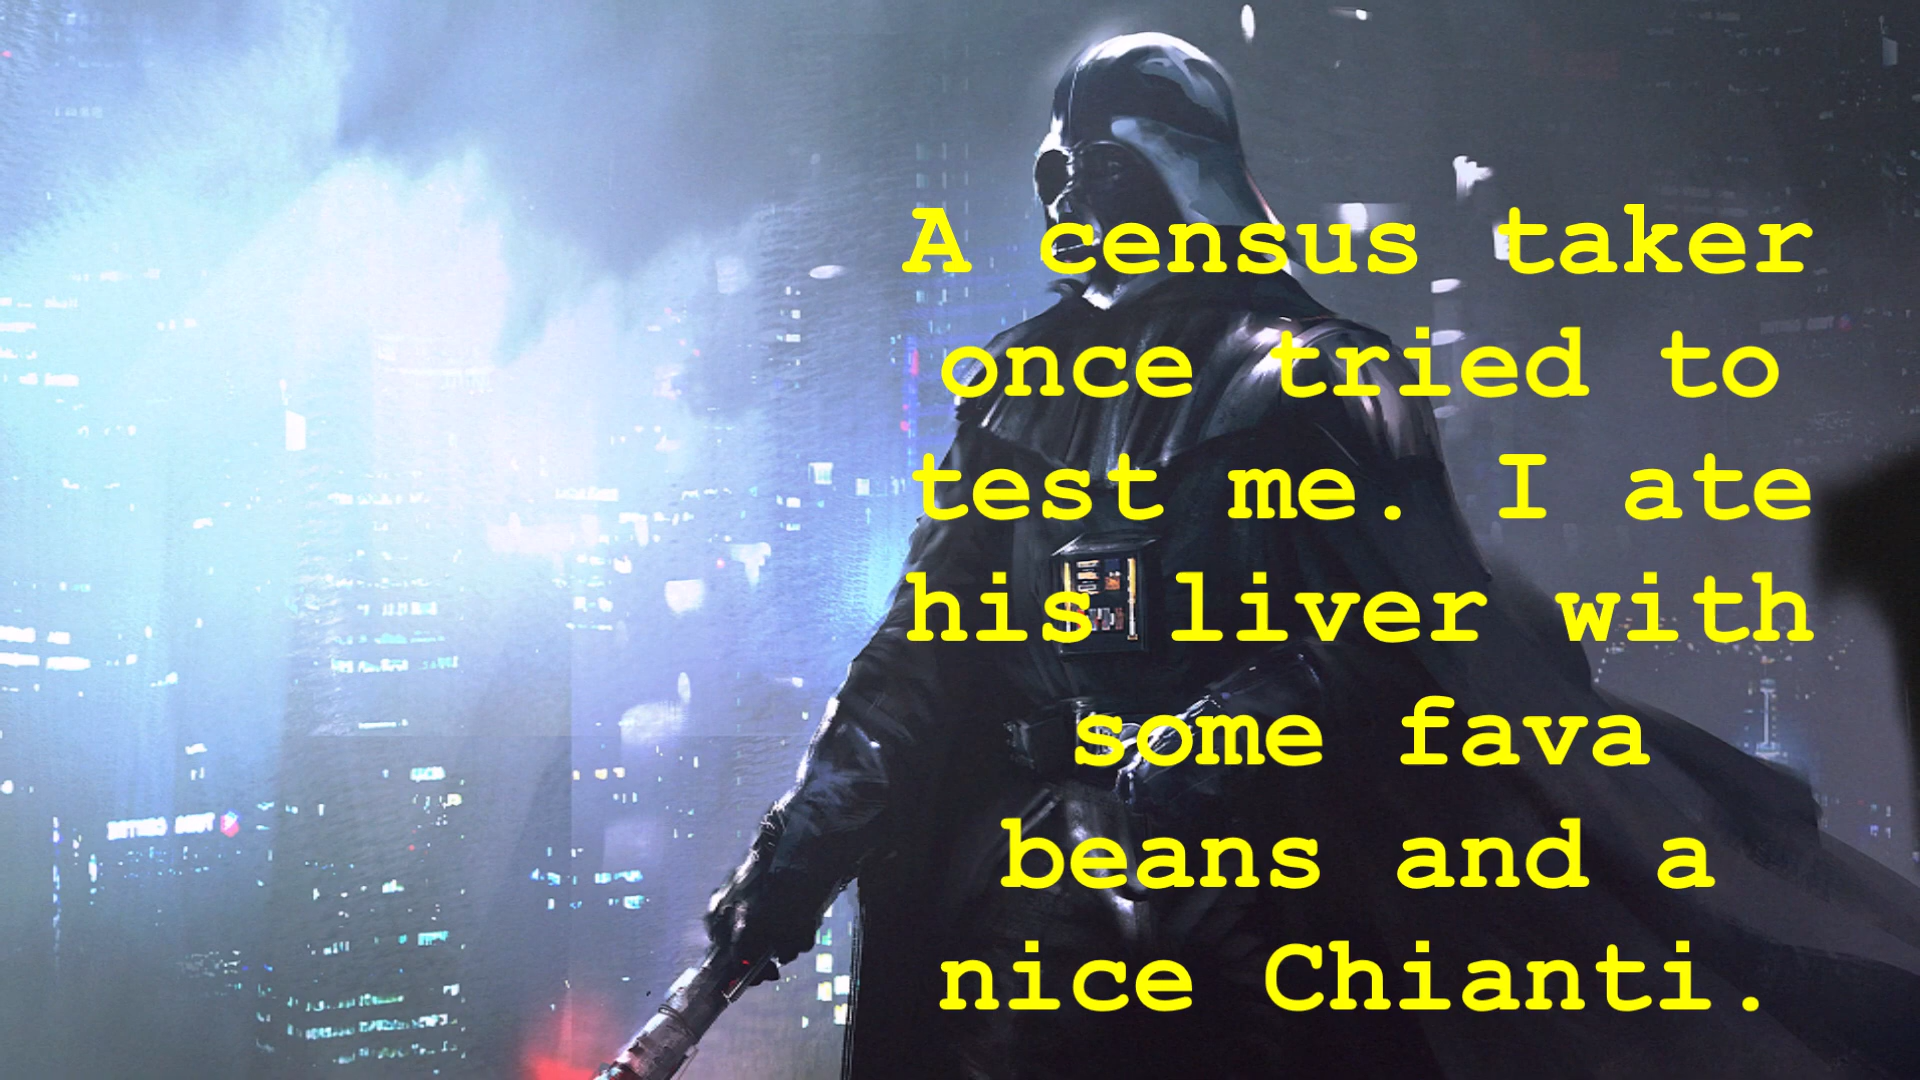 A census taker
once tried to
test me. I ate
his liver with
some fava
beans and a
nice Chianti.